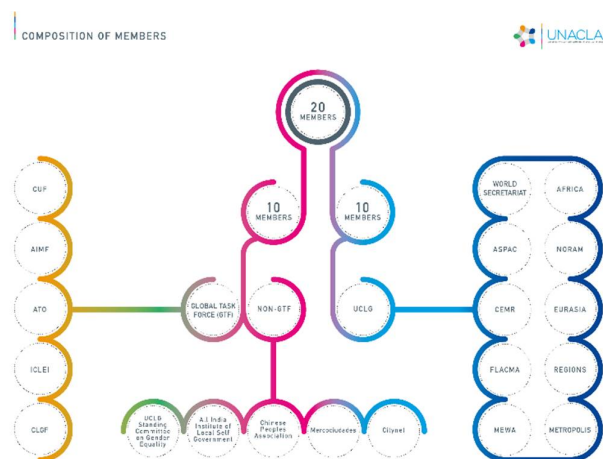 COMPOSITION OF MEMBERS
UNACLA
20
MEMBERS
10
MEMBERS
10
MEMBERS
CUF
AIMF
ATO
ICLEI
CLGF
GLOBAL TASK
FORCE (GTF)
NON-GTF
UCLG
WORLD
SECRETARIAT
AFRICA
ASPAC
NORAM
CEMR
EURASIA
FLACMA
REGIONS
MEWA
METROPOLIS
UCLG
Standing
Committee
on Gender
Equality
All India
Institute of
Local Self
Government
Chinese
Peoples
Association
Mercociudades
Citynet